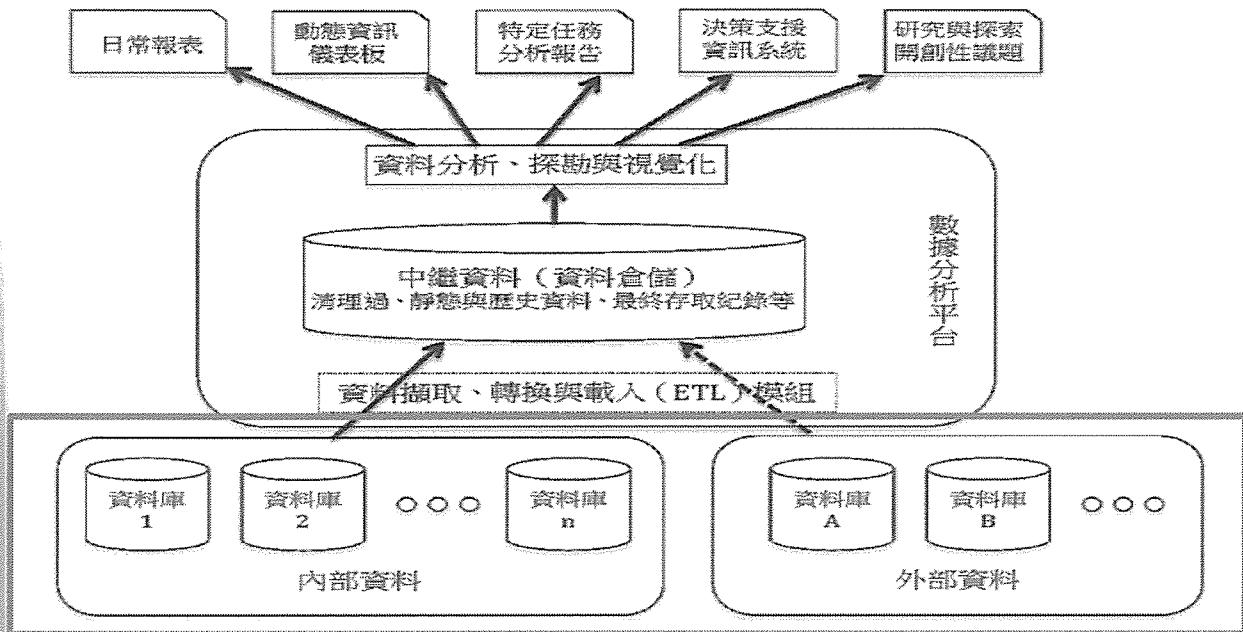 日常報表
動態資訊
儀表板
特定任務
分析報告
決策支援
資訊系統
研究與探索
開創性議題
資料分析、探勘與視覺化
數據分析平台
中繼資料（資料倉儲）
清理過、靜態與歷史資料、最終存取紀錄等
資料擷取、轉換與載入（ETL）模組
資料庫
1
資料庫
2
資料庫
n
內部資料
資料庫
A
資料庫
B
外部資料